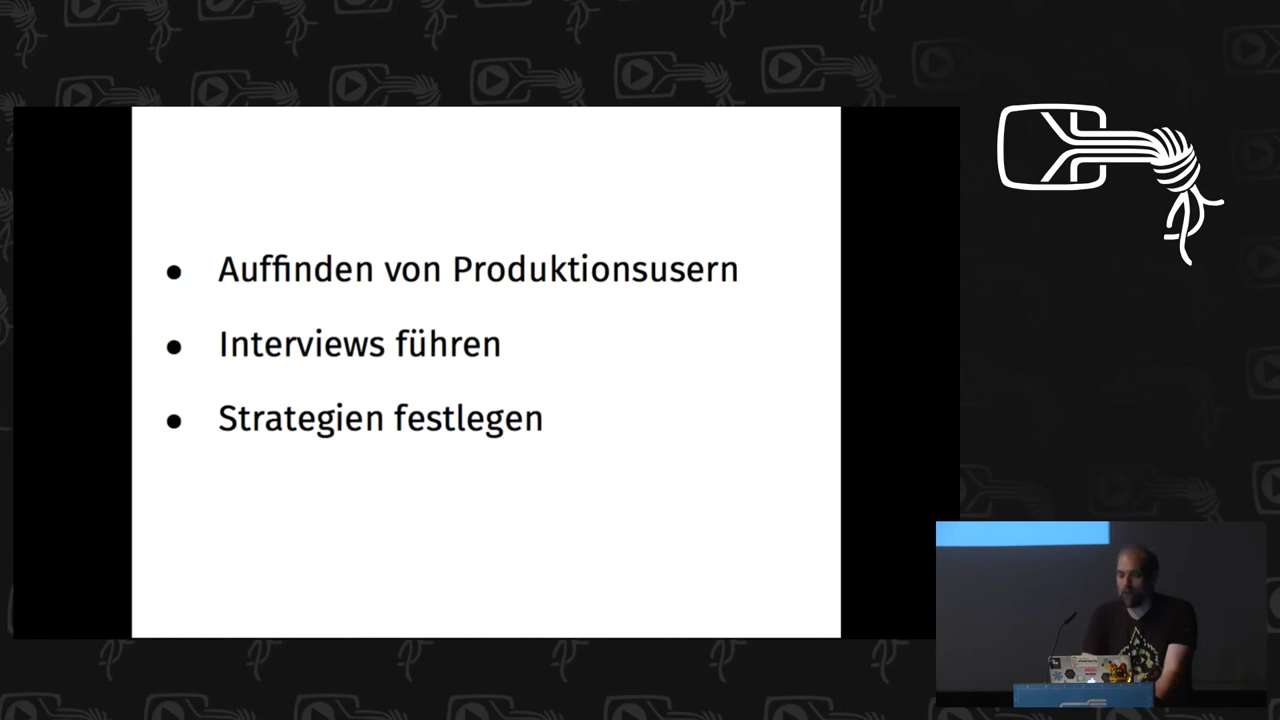 ● Auffinden von Produktionsusern
● Interviews führen
● Strategien festlegen